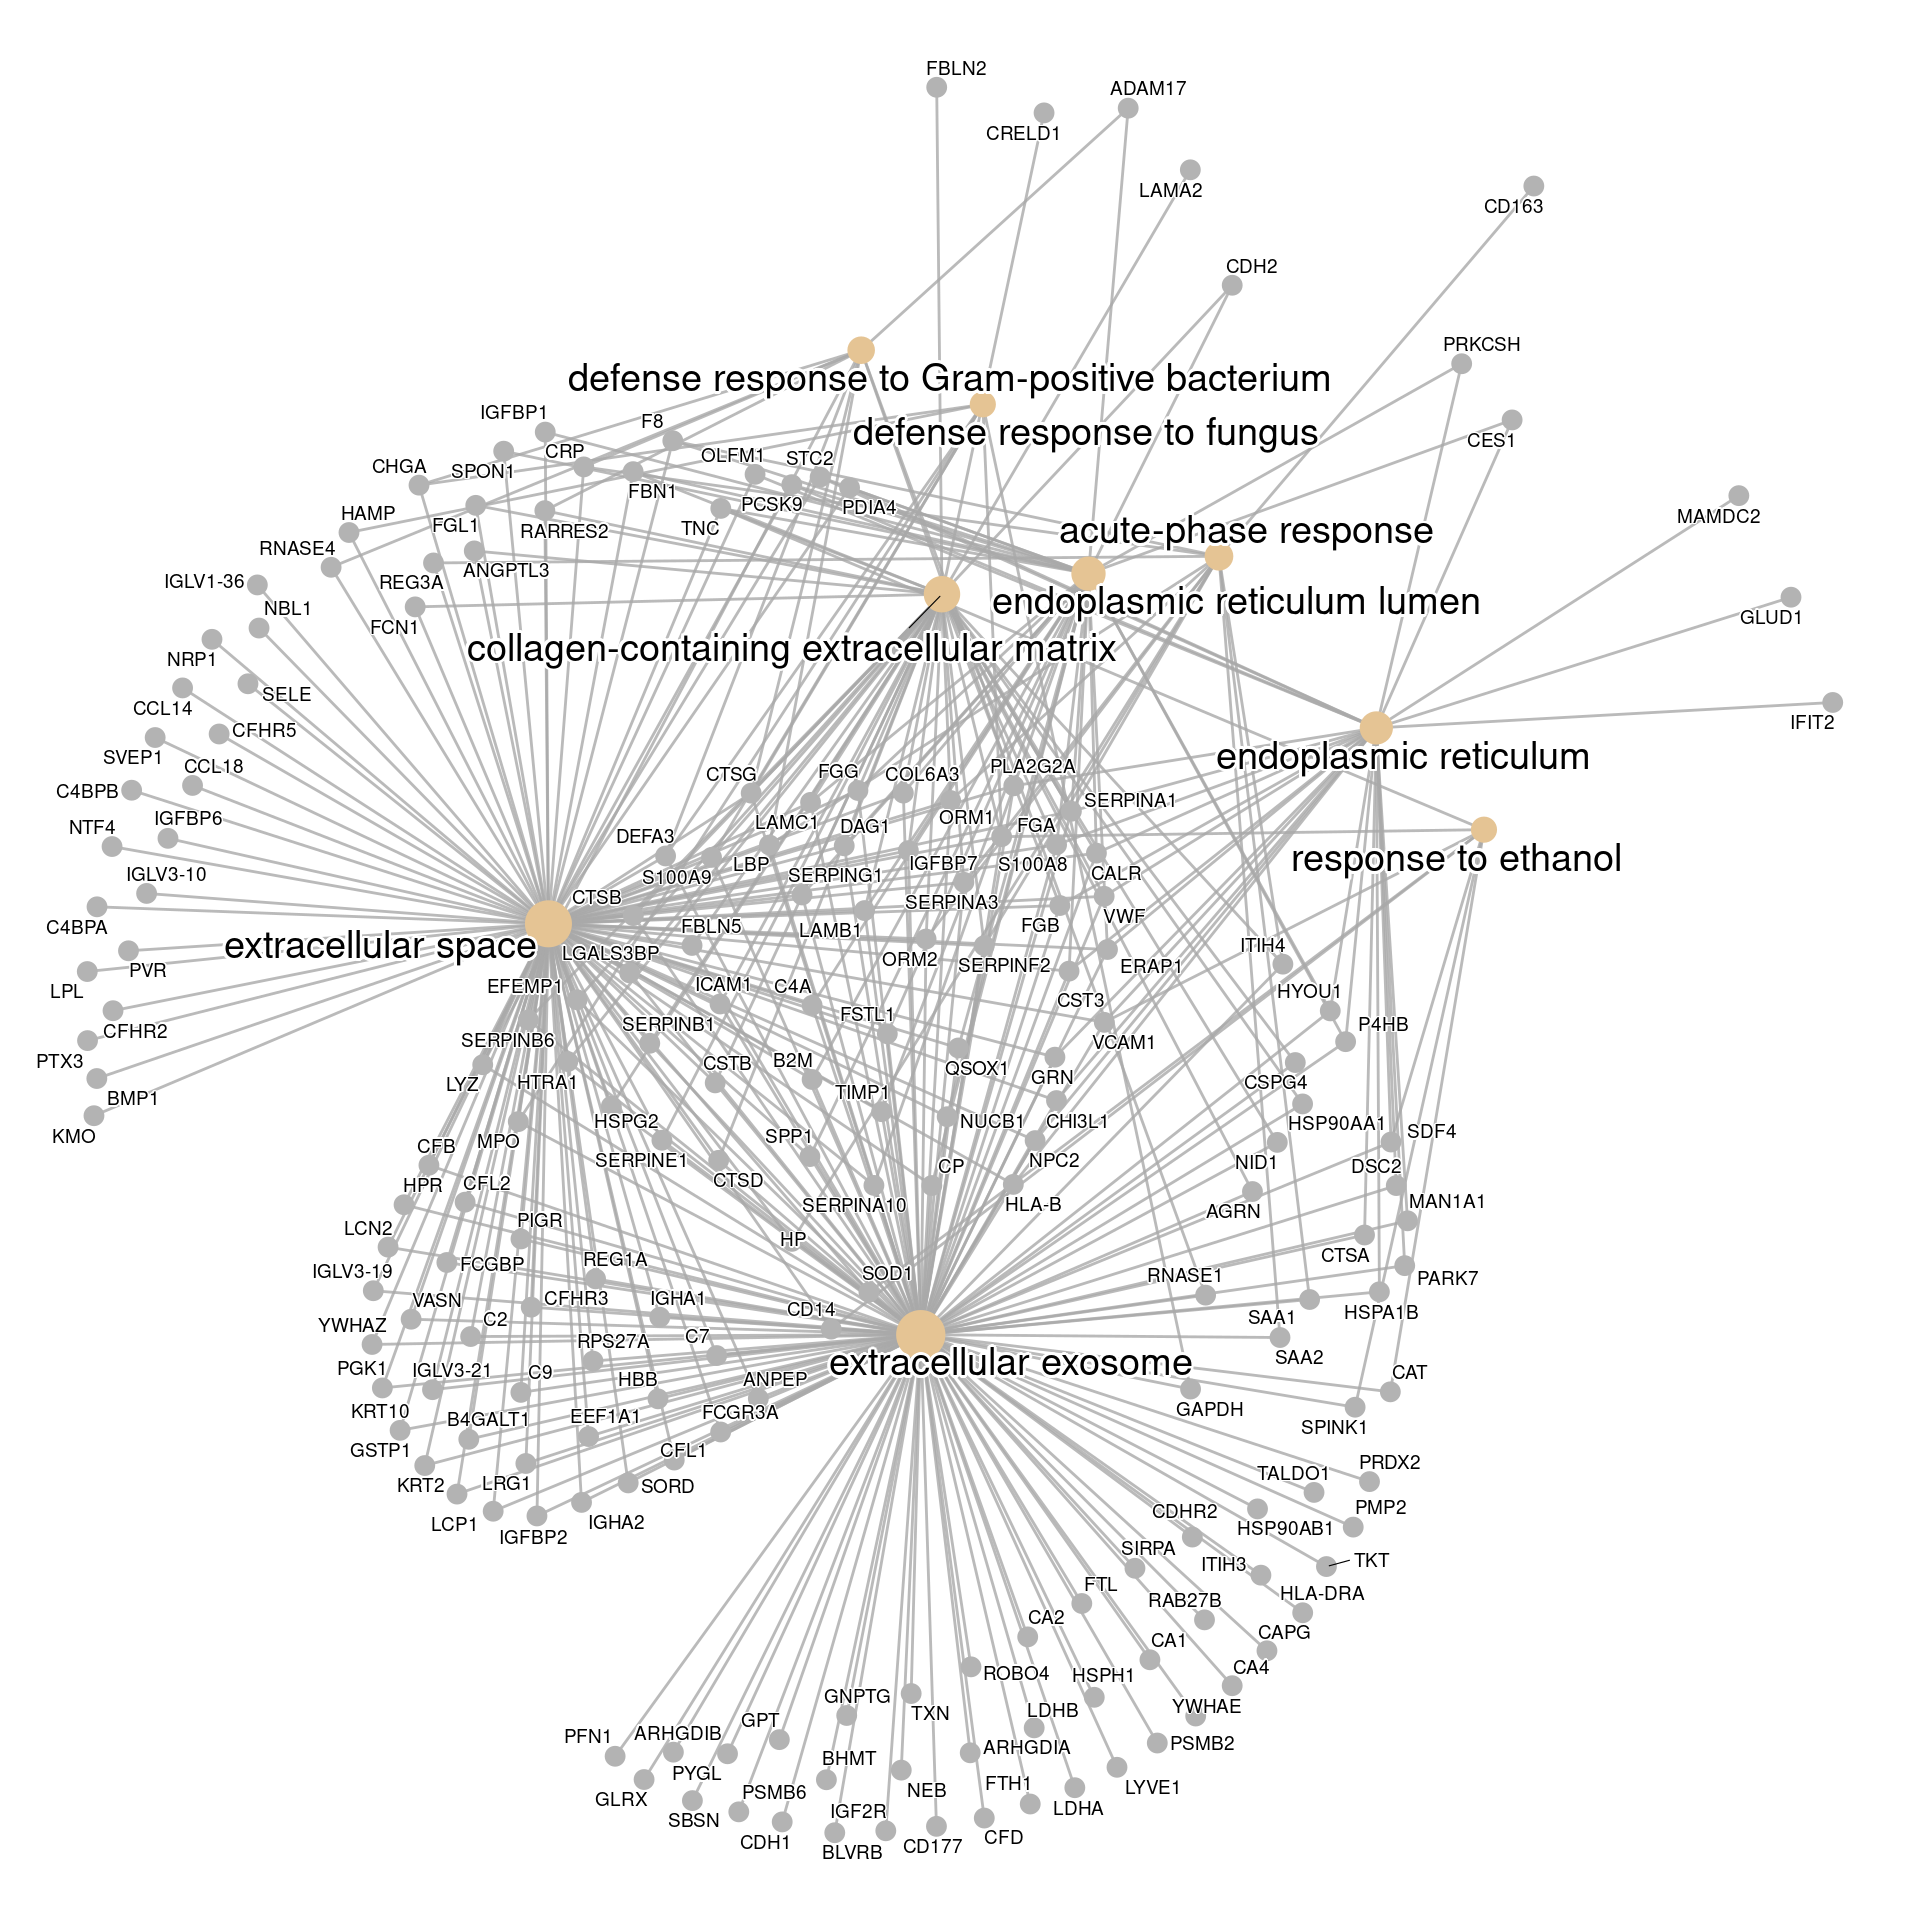 FBLN2
ADAM17
CRELD1
LAMA2
CD163
CDH2
PRKCSH
defense response to Gram-positive bacterium
IGFBP1
F8
defense response to fungus
CES1
CRP
OLFM1
STC2
CHGA
SPON1
FBN1
PCSK9
PDIA4
HAMP
FGL1
RARRES2
TNC
MAMDC2
acute-phase response
RNASE4
REG3A
ANGPTL3
IGLV1-36
NBL1
endoplasmic reticulum lumen
FCN1
GLUD1
collagen-containing extracellular matrix
NRP1
SELE
CCL14
CFHR5
IFIT2
SVEP1
CCL18
endoplasmic reticulum
C4BPB
CTSG
FGG
COL6A3
PLA2G2A
SERPINA1
NTF4
IGFBP6
DEFA3
LAMC1
DAG1
ORM1
FGA
IGLV3-10
S100A9
LBP
SERPING1
IGFBP7
S100A8
CALR
response to ethanol
CTSB
SERPINA3
VWF
C4BPA
FBLN5
LAMB1
FGB
extracellular space
LGALS3BP
ORM2
SERPINF2
ERAP1
ITIH4
PVR
LPL
EFEMP1
ICAM1
C4A
CST3
HYOU1
CFHR2
SERPINB6
SERPINB1
FSTL1
VCAM1
P4HB
PTX3
LYZ
HTRA1
CSTB
B2M
QSOX1
GRN
CSPG4
BMP1
TIMP1
KMO
HSPG2
SPP1
NUCB1
CHI3L1
HSP90AA1
SDF4
CFB
MPO
SERPINE1
CTSD
CP
NPC2
NID1
DSC2
HPR
CFL2
SERPINA10
HLA-B
AGRN
MAN1A1
LCN2
PIGR
HP
CTSA
IGLV3-19
FCGBP
REG1A
SOD1
RNASE1
PARK7
VASN
CFHR3
IGHA1
CD14
SAA1
HSPA1B
YWHAZ
C2
RPS27A
C7
SAA2
PGK1
IGLV3-21
C9
HBB
ANPEP
extracellular exosome
CAT
KRT10
B4GALT1
EEF1A1
FCGR3A
GAPDH
SPINK1
GSTP1
CFL1
PRDX2
KRT2
LRG1
SORD
TALDO1
LCP1
IGFBP2
IGHA2
CDHR2
HSP90AB1
PMP2
SIRPA
ITIH3
TKT
FTL
RAB27B
HLA-DRA
CA2
CA1
CAPG
ROBO4
HSPH1
CA4
GNPTG
TXN
LDHB
YWHAE
PFN1
ARHGDIB
GPT
ARHGDIA
PSMB2
PYGL
BHMT
GLRX
PSMB6
NEB
FTH1
LYVE1
SBSN
IGF2R
LDHA
CDH1
BLVRB
CD177
CFD